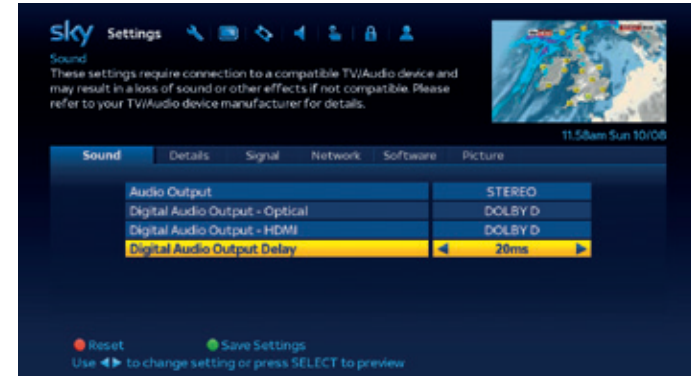 sky Settings
Sound
These settings require connection to a compatible TV/Audio device and
may result in a loss of sound or other effects if not compatible. Please
refer to your TV/Audio device manufacturer for details.
11.58am Sun 10/08
Sound Details Signal Network Software Picture
Audio Output STEREO
Digital Audio Output - Optical DOLBY D
Digital Audio Output - HDMI DOLBY D
Digital Audio Output Delay 20ms
Reset Save Settings
Use ◀▶ to change setting or press SELECT to preview